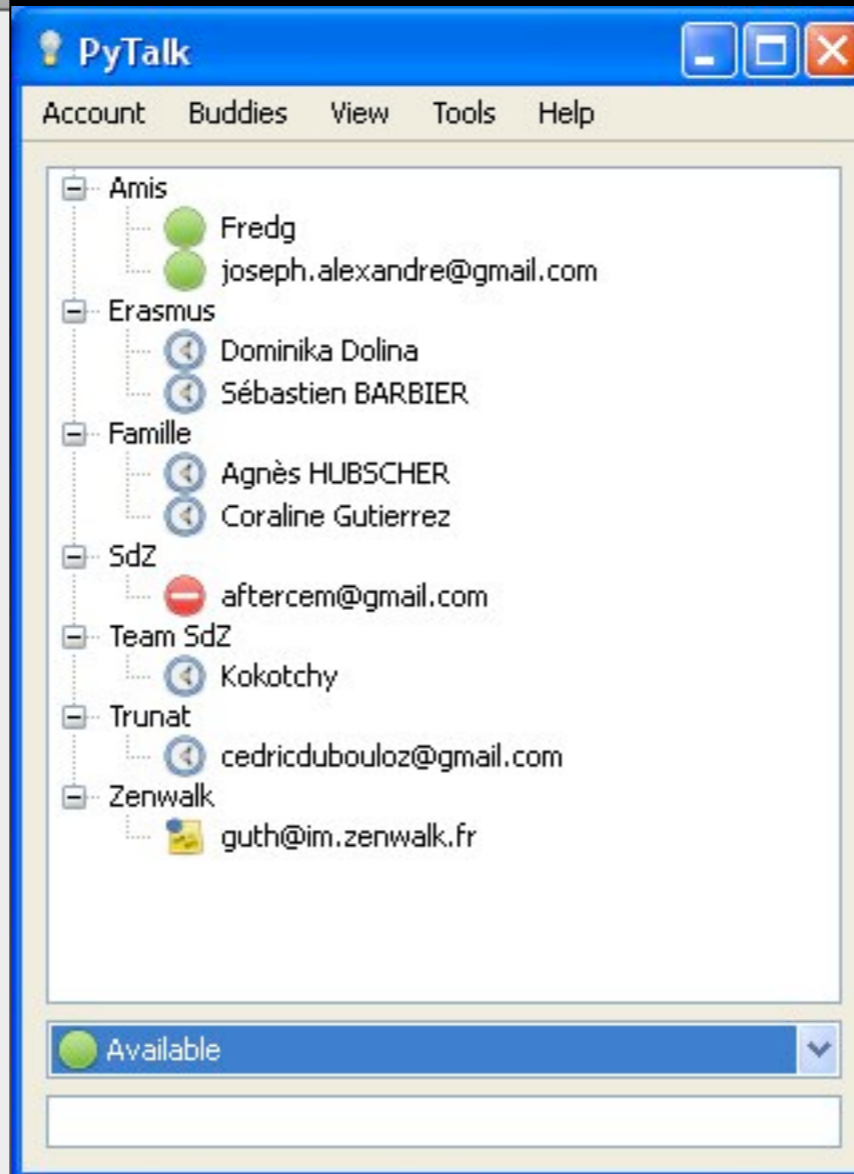 PyTalk
Account Buddies View Tools Help
Amis
Fredg
joseph.alexandre@gmail.com
Erasmus
Dominika Dolina
Sébastien BARBIER
Famille
Agnès HUBSCHER
Coraline Gutierrez
SdZ
aftercem@gmail.com
Team SdZ
Kokotchy
Trunat
cedricdubouloz@gmail.com
Zenwalk
guth@im.zenwalk.fr
Available